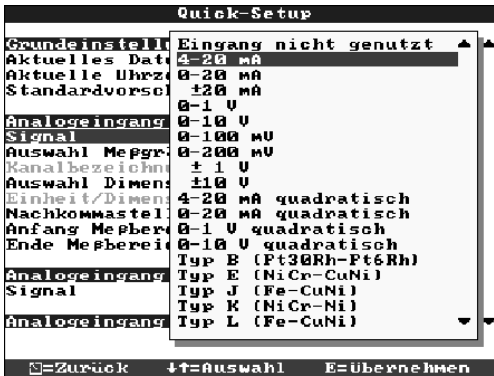 Quick-Setup
Grundeinstell
Aktuelles Dat
Aktuelle Uhrz
Standardvorscl
Analogeingang
Signal
Auswahl Meßgr
Kanalbezeichn
Auswahl Dimens
Einheit/Dimens
Nachkommastell
Anfang Meßber
Ende Meßberei
Analogeingang
Signal
Analogeingang
Eingang nicht genutzt
4-20 mA
0-20 mA
±20 mA
0-1 V
0-10 V
0-100 mV
0-200 mV
± 1 V
±10 V
4-20 mA quadratisch
0-20 mA quadratisch
0-1 V quadratisch
0-10 V quadratisch
Typ B (Pt30Rh-Pt6Rh)
Typ E (NiCr-CuNi)
Typ J (Fe-CuNi)
Typ K (NiCr-Ni)
Typ L (Fe-CuNi)
=Zurück ↓↑=Auswahl E=Übernehmen